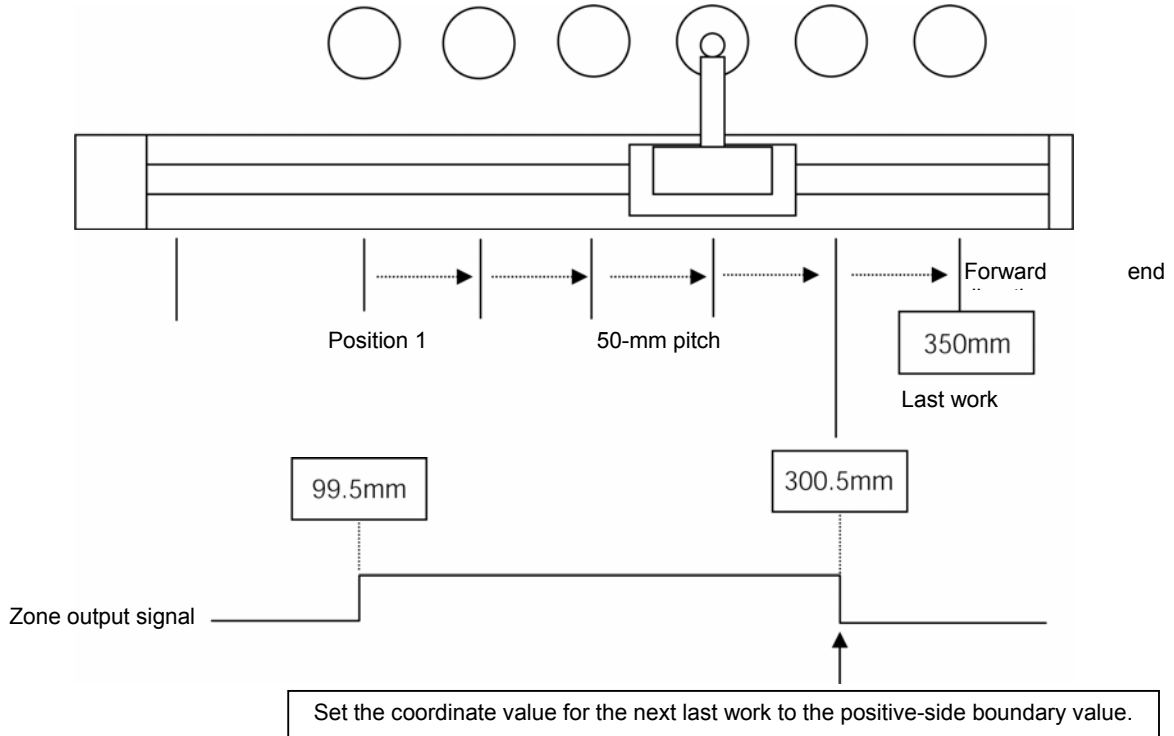 Forward end
Position 1
50-mm pitch
350mm
Last work
99.5mm
300.5mm
Zone output signal
Set the coordinate value for the next last work to the positive-side boundary value.